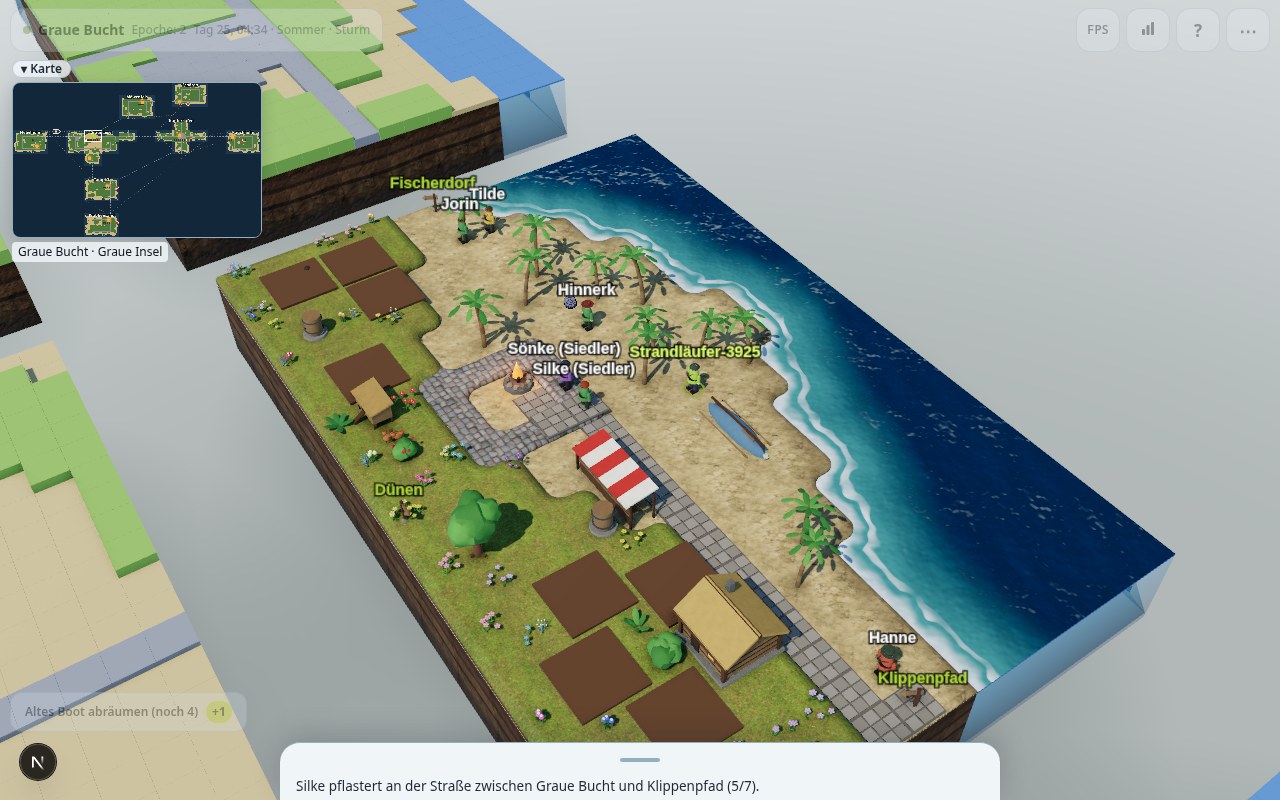 Graue Bucht Epoche: 2 Tag 25, 04:34 · Sommer · Sturm
FPS
?
...
▾ Karte
Graue Bucht · Graue Insel
Fischerdorf
Tilde
Jorin
Hinnerk
Sönke (Siedler)
Strandläufer-3925
Silke (Siedler)
Dünen
Hanne
Klippenpfad
Altes Boot abräumen (noch 4) +1
N
Silke pflastert an der Straße zwischen Graue Bucht und Klippenpfad (5/7).